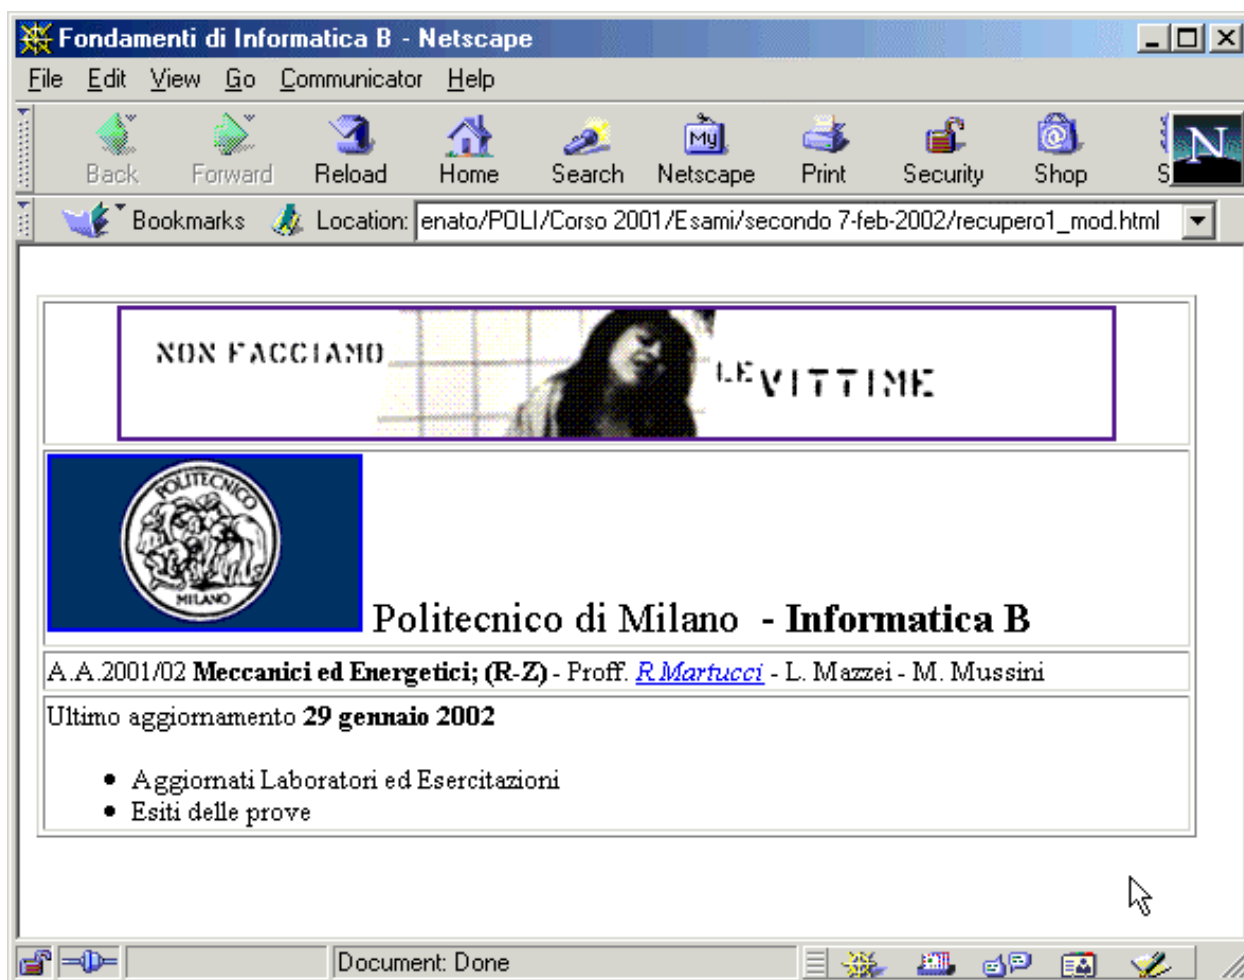 Fondamenti di Informatica B - Netscape
File Edit View Go Communicator Help
Back Forward Reload Home Search Netscape Print Security Shop S
My
N
Bookmarks Location: enato/POLI/Corso 2001/Esami/secondo 7-feb-2002/recupero1_mod.html
NON FACCIAMO LE VITTIME
POLITECNICO
MILANO
Politecnico di Milano - Informatica B
A.A.2001/02 Meccanici ed Energetici; (R-Z) - Proff. R.Martucci - L. Mazzei - M. Mussini
Ultimo aggiornamento 29 gennaio 2002
Aggiornati Laboratori ed Esercitazioni
Esiti delle prove
Document: Done